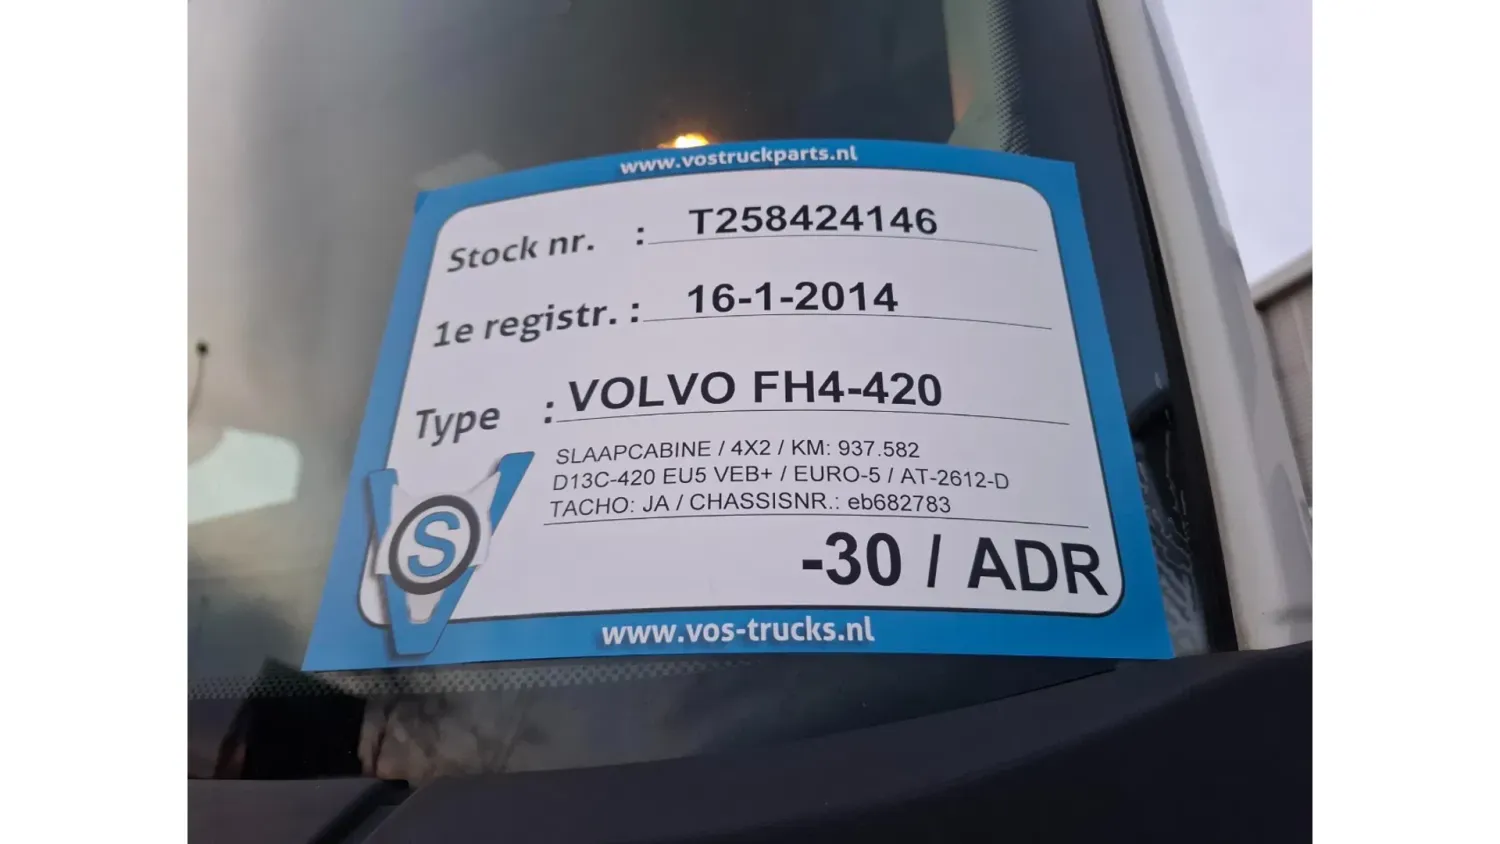 www.vostruckparts.nl
Stock nr. : T258424146
1e registr. : 16-1-2014
Type : VOLVO FH4-420
SLAAPCABINE / 4X2 / KM: 937.582
D13C-420 EU5 VEB+ / EURO-5 / AT-2612-D
TACHO: JA / CHASSISNR.: eb682783
VOS
-30 / ADR
www.vos-trucks.nl